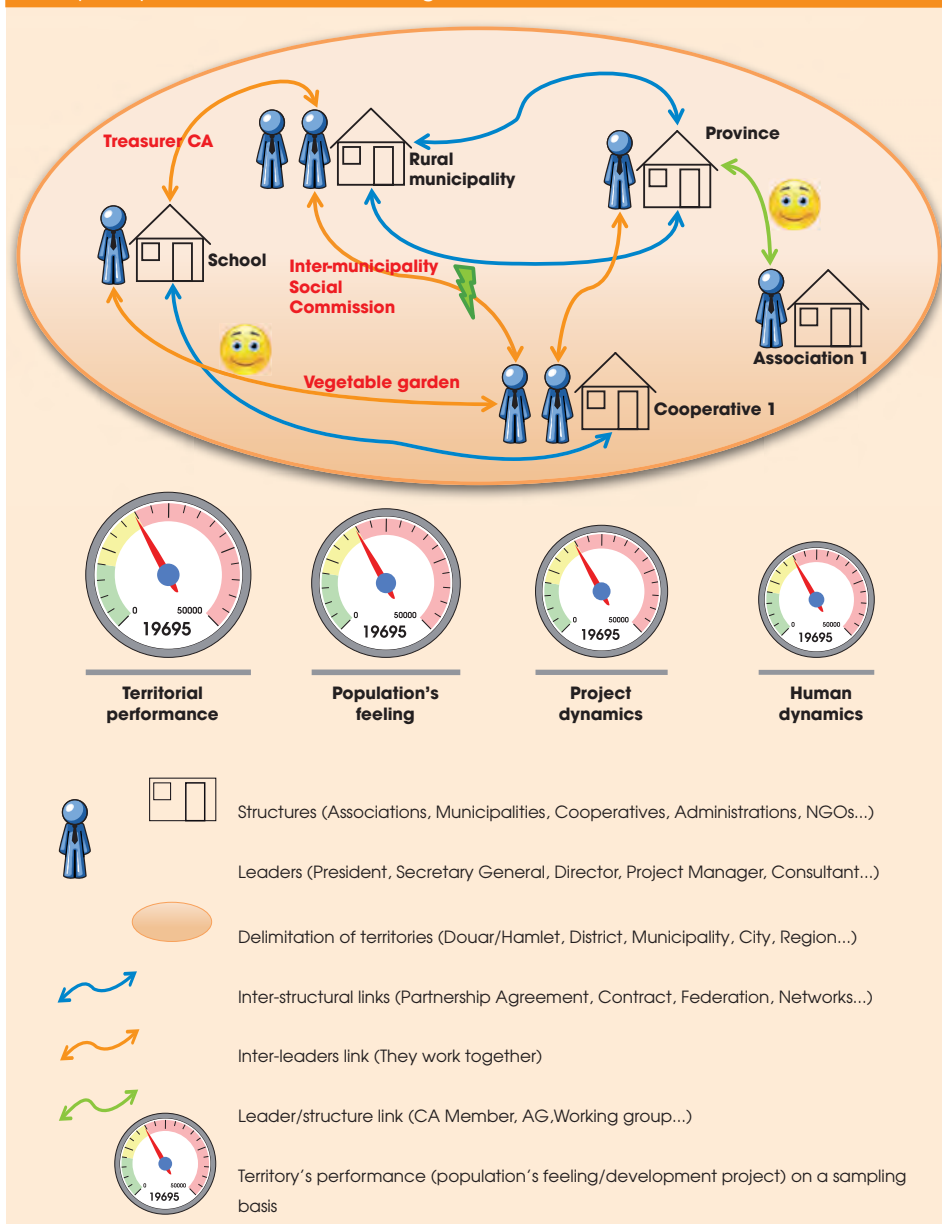 Treasurer CA
Province
Rural
municipality
School
Inter-municipality
Social
Commission
Association 1
Vegetable garden
Cooperative 1
0 50000
19695
0 50000
19695
0 50000
19695
0 50000
19695
Territorial
performance
Population's
feeling
Project
dynamics
Human
dynamics
Structures (Associations, Municipalities, Cooperatives, Administrations, NGOs...)
Leaders (President, Secretary General, Director, Project Manager, Consultant...)
Delimitation of territories (Douar/Hamlet, District, Municipality, City, Region...)
Inter-structural links (Partnership Agreement, Contract, Federation, Networks...)
Inter-leaders link (They work together)
Leader/structure link (CA Member, AG,Working group...)
0 50000
19695
Territory's performance (population's feeling/development project) on a sampling
basis